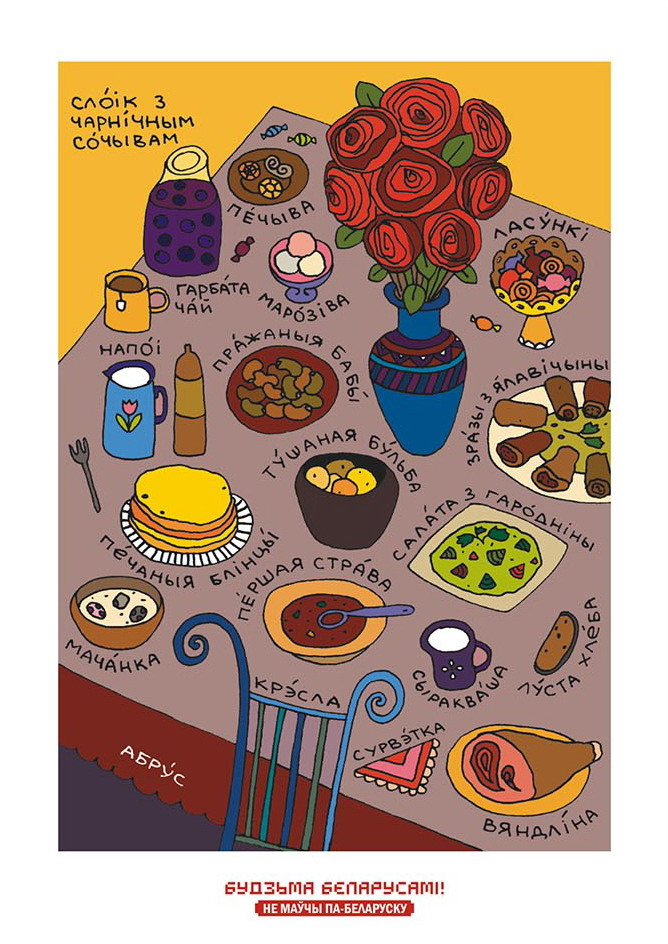 СЛО́ІК З
ЧАРНІ́ЧНЫМ
СО́ЧЫВАМ
ПЕ́ЧЫВА
ЛАСУ́НКІ
ГАРБА́ТА
ЧАЙ
МАРО́ЗІВА
НАПО́І
ПРА́ЖАНЫЯ БАБЫ́
ЗРА́ЗЫ З ЯЛАВІ́ЧЫНЫ
ТУ́ШАНАЯ БУ́ЛЬБА
САЛА́ТА З ГАРО́ДНІНЫ
ПЕ́ЧАНЫЯ БЛІНЦЫ́
ПЕ́РШАЯ СТРА́ВА
МАЧА́НКА
СЫРАКВА́ША
ЛУ́СТА ХЛЕ́БА
КРЭ́СЛА
СУРВЭ́ТКА
АБРУ́С
ВЯНДЛІ́НА
БУДЗЬМА БЕЛАРУСАМІ!
НЕ МАЎЧЫ ПА-БЕЛАРУСКУ